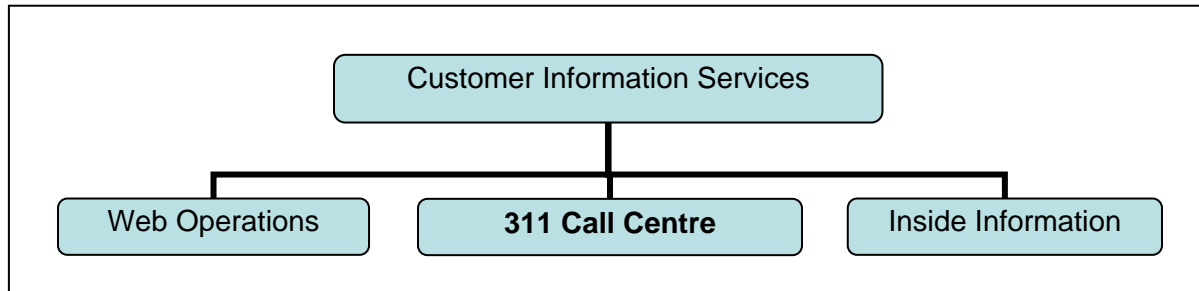 Customer Information Services
Web Operations
311 Call Centre
Inside Information